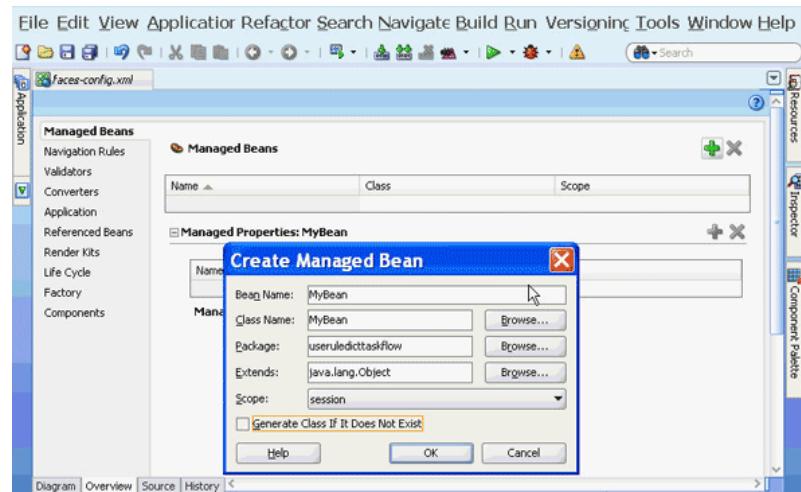 File Edit View Applicatior Refactor Search Navigate Build Run Versioninç Tools Window Help
Search
faces-config.xml
Application
Resources
Inspector
Component Palette
Managed Beans
Navigation Rules
Validators
Converters
Application
Referenced Beans
Render Kits
Life Cycle
Factory
Components
Managed Beans
Name Class Scope
Managed Properties: MyBean
Name
Mana
Create Managed Bean
Bean Name: MyBean
Class Name: MyBean Browse...
Package: useruledicttaskflow Browse...
Extends: java.lang.Object Browse...
Scope: session
Generate Class If It Does Not Exist
Help OK Cancel
Diagram Overview Source History